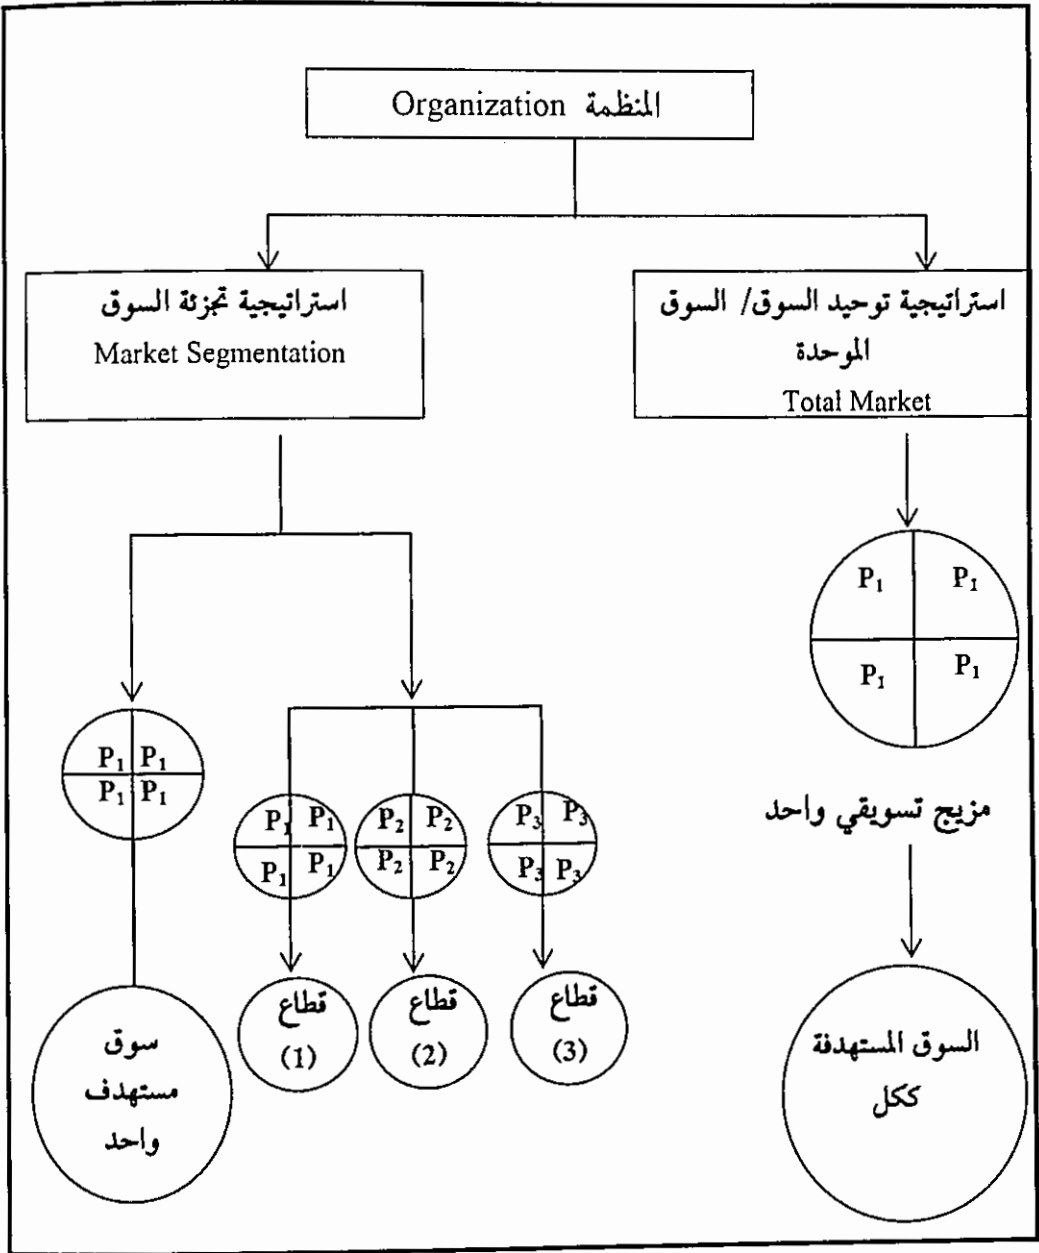 المنظمة Organization
استراتيجية توحيد السوق/ السوق
الموحدة
Total Market
استراتيجية تجزئة السوق
Market Segmentation
P₁ P₁
P₁ P₁
مزيج تسويقي واحد
السوق المستهدفة
ككل
P₁ P₁
P₁ P₁
P₁ P₁
P₁ P₁
P₂ P₂
P₂ P₂
P₃ P₃
P₃ P₃
سوق
مستهدف
واحد
قطاع
(1)
قطاع
(2)
قطاع
(3)